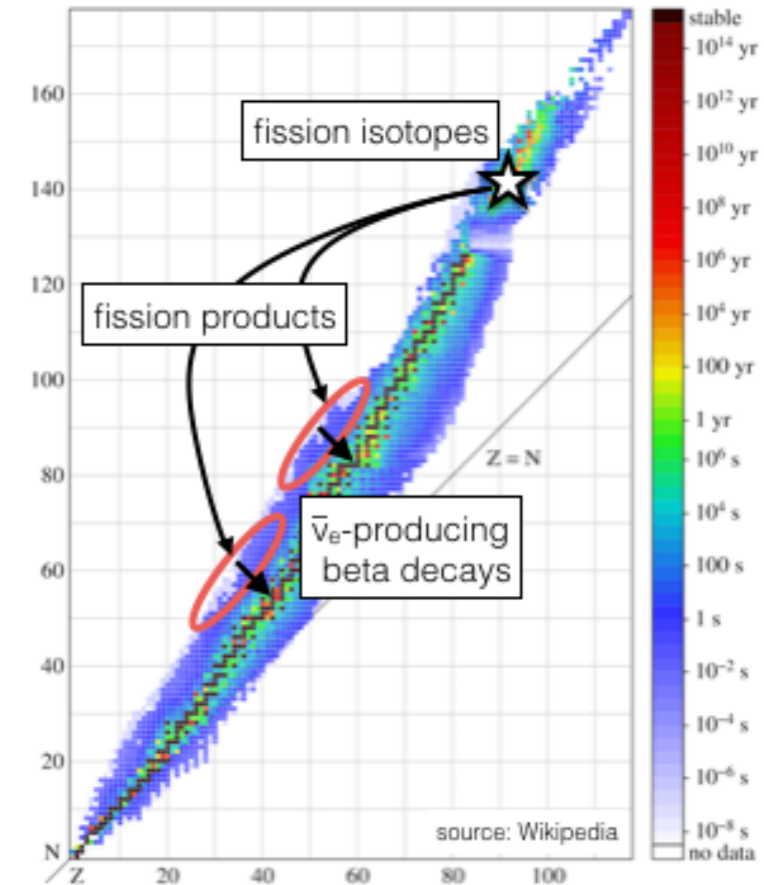 stable
10¹⁴ yr
10¹² yr
10¹⁰ yr
10⁸ yr
10⁶ yr
10⁴ yr
100 yr
1 yr
10⁶ s
10⁴ s
100 s
1 s
10⁻² s
10⁻⁴ s
10⁻⁶ s
10⁻⁸ s
no data
160
140
120
100
80
60
40
20
N
Z
20
40
60
80
100
fission isotopes
fission products
Z = N
ν̅ₑ-producing
beta decays
source: Wikipedia